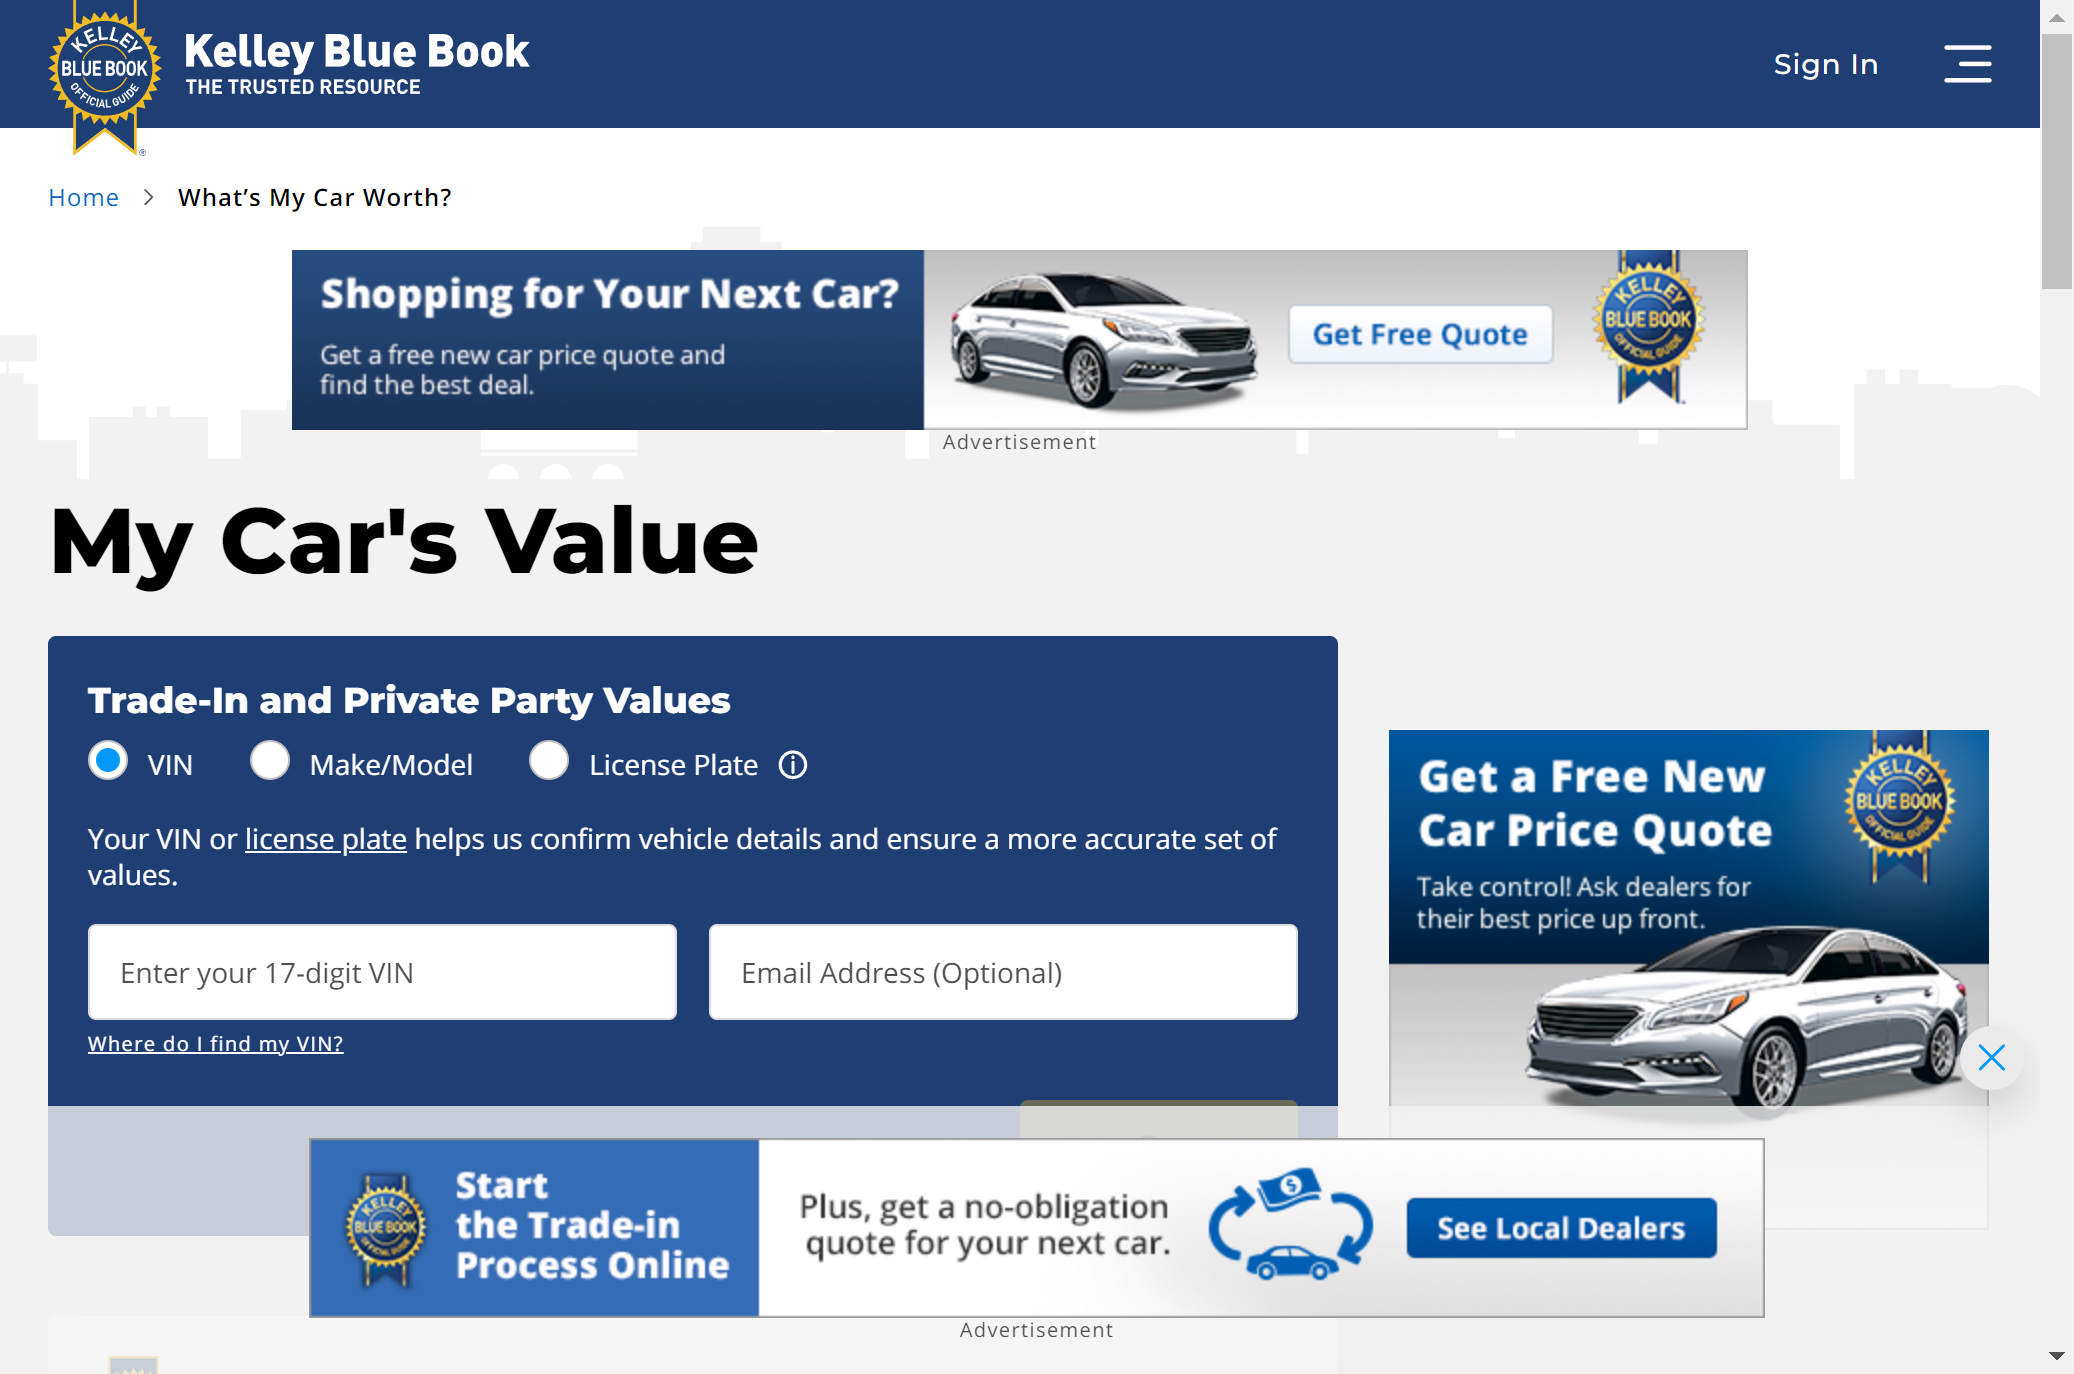 KELLEY
BLUE BOOK
OFFICIAL GUIDE
®
Kelley Blue Book
THE TRUSTED RESOURCE
Sign In
Home > What’s My Car Worth?
Shopping for Your Next Car?
Get a free new car price quote and
find the best deal.
Get Free Quote
KELLEY
BLUE BOOK
OFFICIAL GUIDE
Advertisement
My Car's Value
Trade-In and Private Party Values
VIN
Make/Model
License Plate
Your VIN or license plate helps us confirm vehicle details and ensure a more accurate set of
values.
Enter your 17-digit VIN
Email Address (Optional)
Where do I find my VIN?
Get a Free New
Car Price Quote
Take control! Ask dealers for
their best price up front.
KELLEY
BLUE BOOK
OFFICIAL GUIDE
KELLEY
BLUE BOOK
OFFICIAL GUIDE
Start
the Trade-in
Process Online
Plus, get a no-obligation
quote for your next car.
$
See Local Dealers
Advertisement